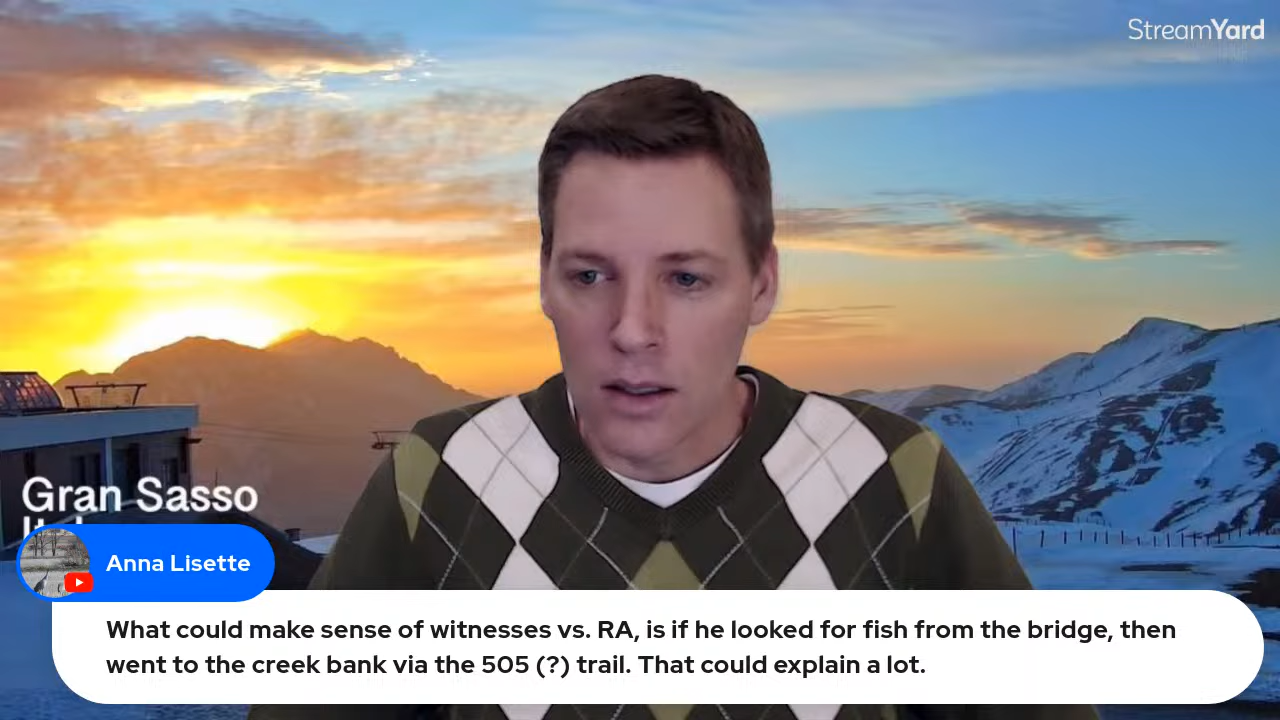 StreamYard
Gran Sasso
Anna Lisette
What could make sense of witnesses vs. RA, is if he looked for fish from the bridge, then
went to the creek bank via the 505 (?) trail. That could explain a lot.